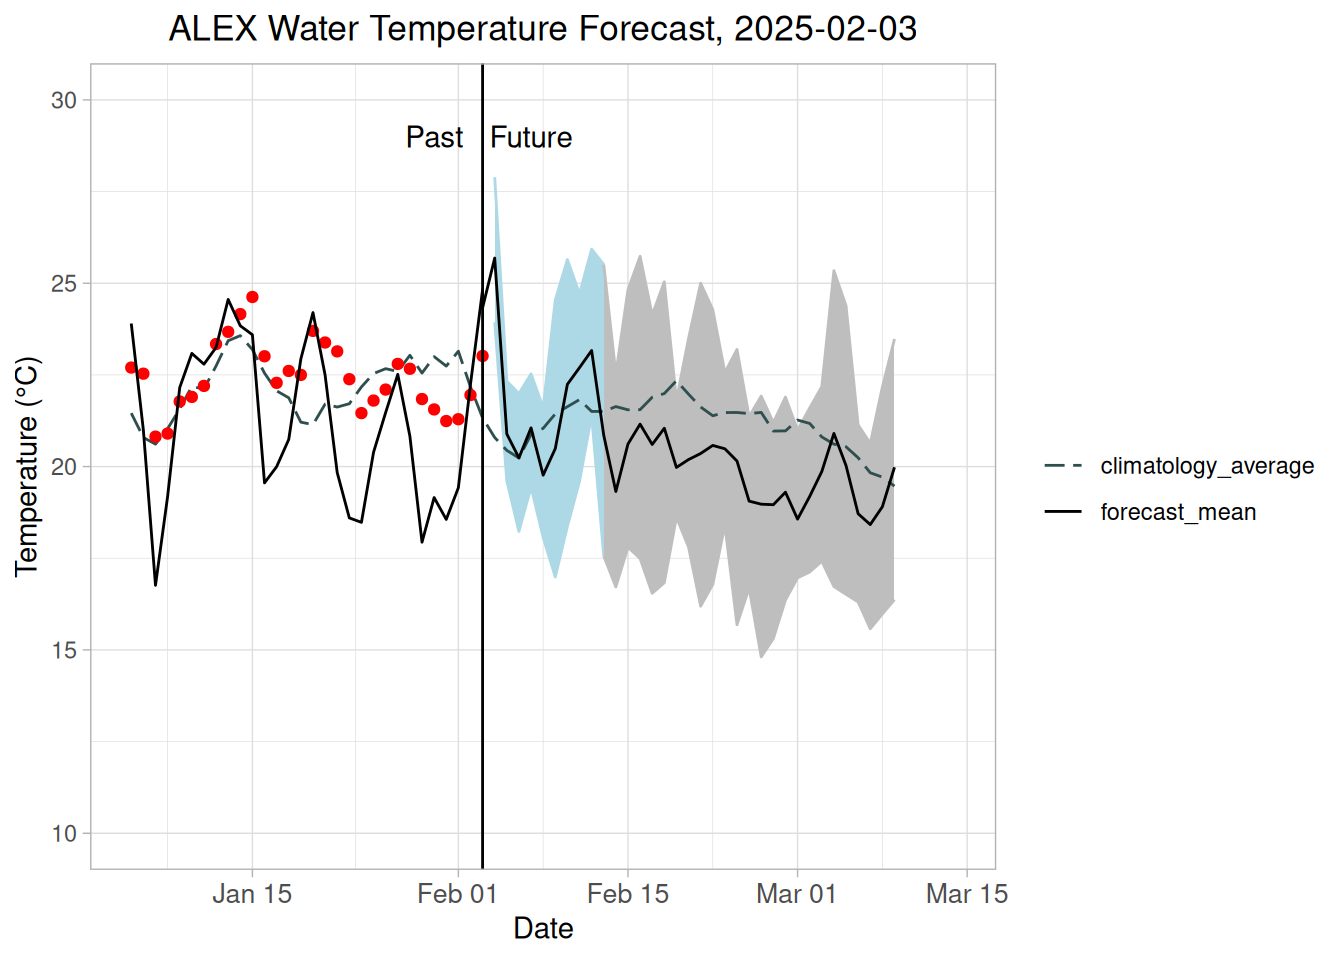 ALEX Water Temperature Forecast, 2025-02-03
30
Past Future
25
20
15
10
Temperature (°C)
climatology_average
forecast_mean
Jan 15 Feb 01 Feb 15 Mar 01 Mar 15
Date